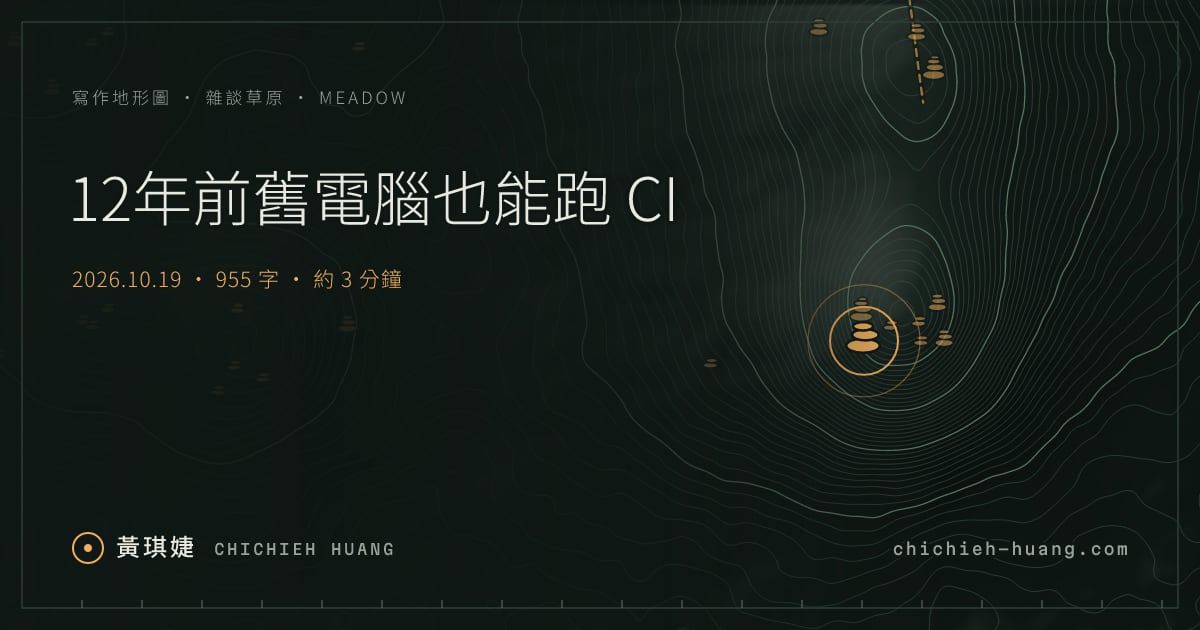 寫作地形圖 · 雜談草原 · MEADOW
12年前舊電腦也能跑 CI
2026.10.19 · 955 字 · 約 3 分鐘
黃琪婕 CHICHIEH HUANG
chichieh-huang.com